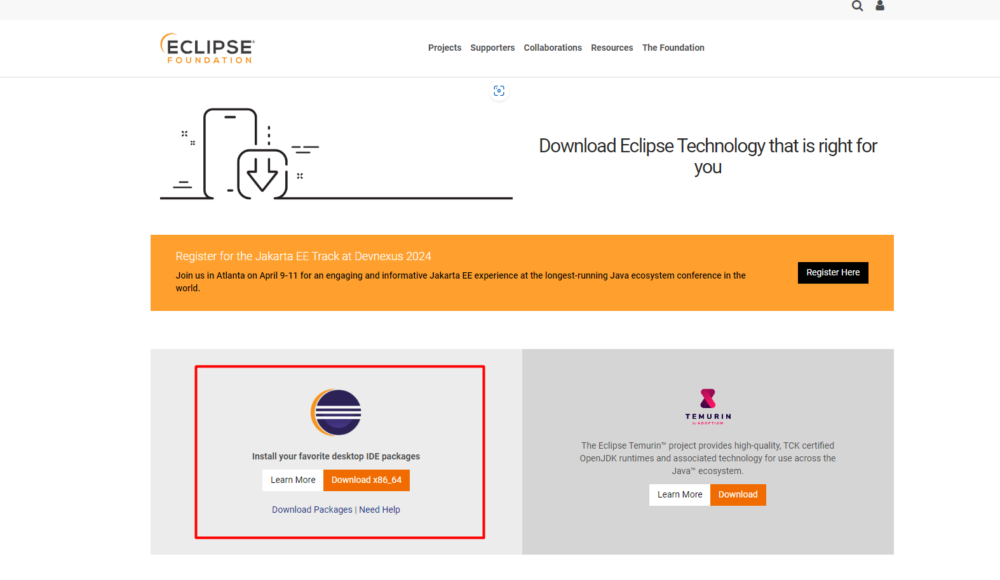 ECLIPSE®
FOUNDATION
Projects Supporters Collaborations Resources The Foundation
Download Eclipse Technology that is right for
you
Register for the Jakarta EE Track at Devnexus 2024
Join us in Atlanta on April 9-11 for an engaging and informative Jakarta EE experience at the longest-running Java ecosystem conference in the
world.
Register Here
Install your favorite desktop IDE packages
Learn More Download x86_64
Download Packages | Need Help
TEMURIN
by ADOPTIUM
The Eclipse Temurin™ project provides high-quality, TCK certified
OpenJDK runtimes and associated technology for use across the
Java™ ecosystem.
Learn More Download